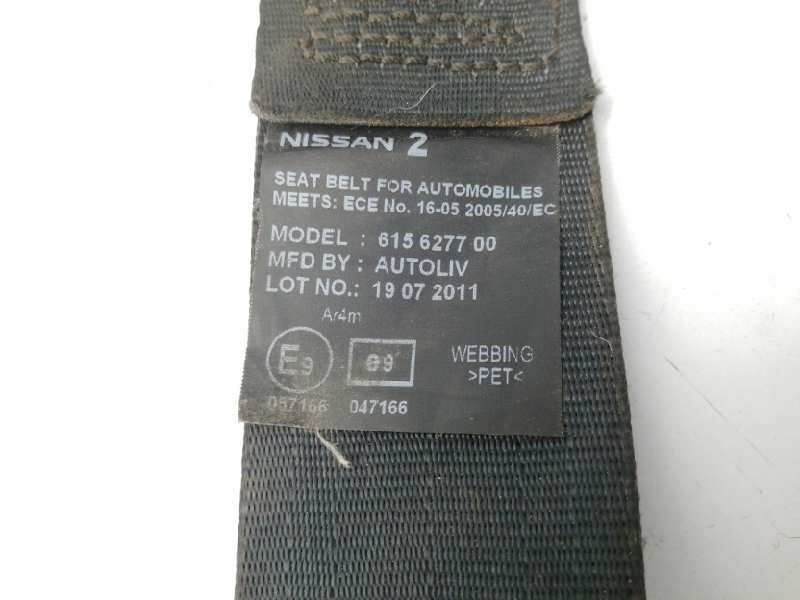 NISSAN 2
SEAT BELT FOR AUTOMOBILES
MEETS: ECE No. 16-05 2005/40/EC
MODEL : 615 6277 00
MFD BY : AUTOLIV
LOT NO.: 19 07 2011
Ar4m
E9 e9 WEBBING
>PET<
057166 047166